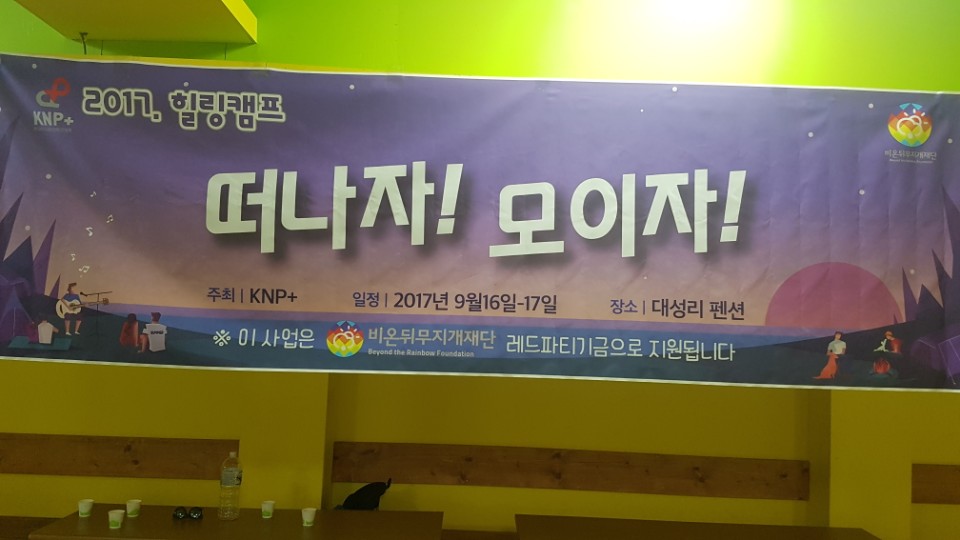 KNP+
2017. 힐링캠프
비온뒤무지개재단
떠나자! 모이자!
주최 | KNP+ 일정 | 2017년 9월16일-17일 장소 | 대성리 펜션
※ 이 사업은 비온뒤무지개재단 레드파티기금으로 지원됩니다
Beyond the Rainbow Foundation